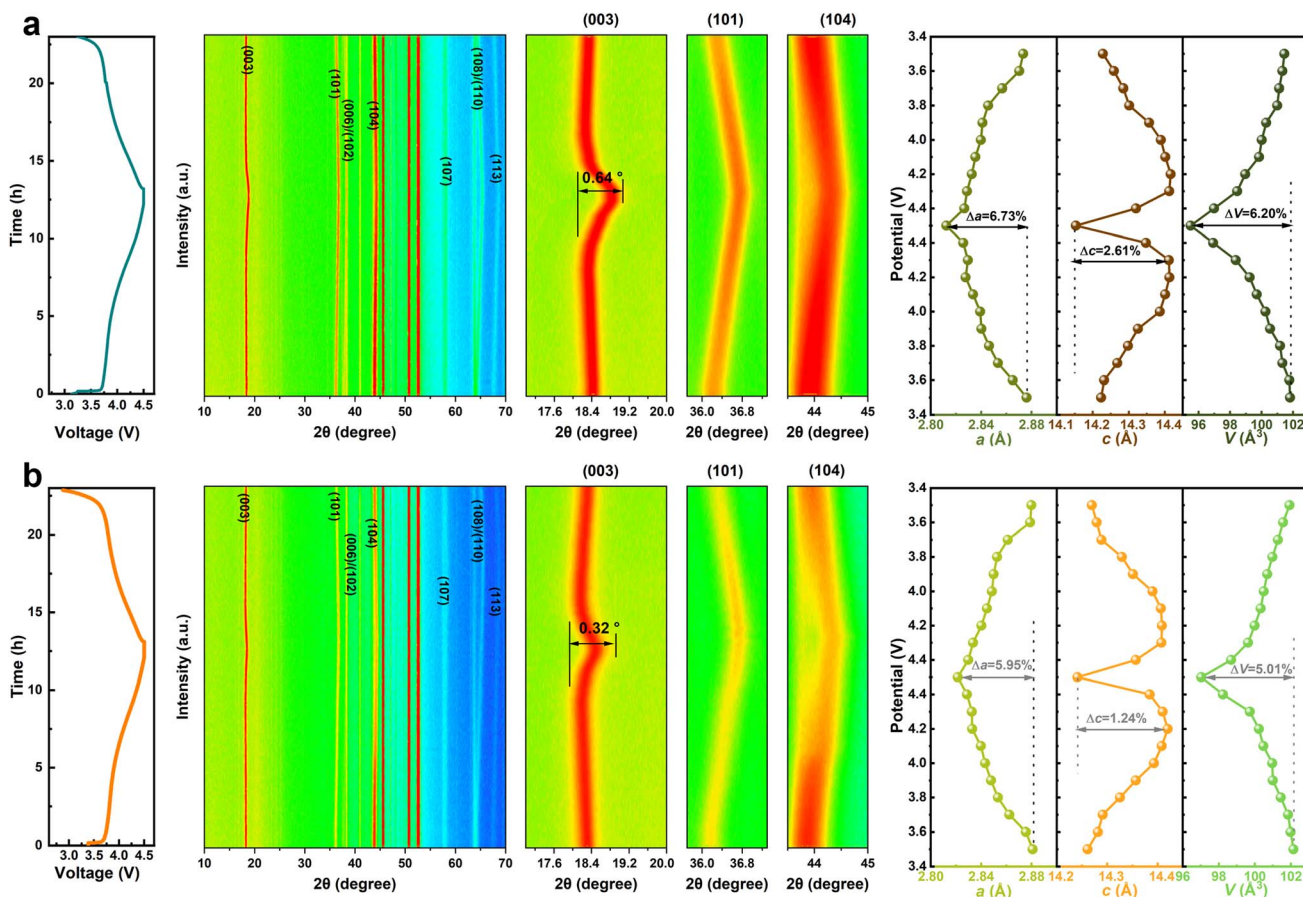 a
(003)
(101)
(104)
20
15
10
5
0
Time (h)
3.0 3.7 4.5
Voltage (V)
Intensity (a.u.)
(003)
(101)
(006)/(102)
(104)
(107)
(108)/(110)
(113)
10 20 30 40 50 60 70
2θ (degree)
0.64 °
17.6 18.4 19.2 20.0
2θ (degree)
36.0 36.8
2θ (degree)
44 45
2θ (degree)
Potential (V)
3.4
3.6
3.8
4.0
4.2
4.4
4.4
4.2
4.0
3.8
3.6
3.4
Δa=6.73%
Δc=2.61%
ΔV=6.20%
2.80 2.84 2.88
a (Å)
14.1 14.2 14.3 14.4
c (Å)
96 98 100 102
V (Å³)
b
(003)
(101)
(104)
20
15
10
5
0
Time (h)
3.0 3.7 4.5
Voltage (V)
Intensity (a.u.)
(003)
(101)
(006)/(102)
(104)
(107)
(108)/(110)
(113)
10 20 30 40 50 60 70
2θ (degree)
0.32 °
17.6 18.4 19.2 20.0
2θ (degree)
36.0 36.8
2θ (degree)
44 45
2θ (degree)
Potential (V)
3.4
3.6
3.8
4.0
4.2
4.4
4.4
4.2
4.0
3.8
3.6
3.4
Δa=5.95%
Δc=1.24%
ΔV=5.01%
2.80 2.84 2.88
a (Å)
14.2 14.3 14.4
c (Å)
96 98 100 102
V (Å³)